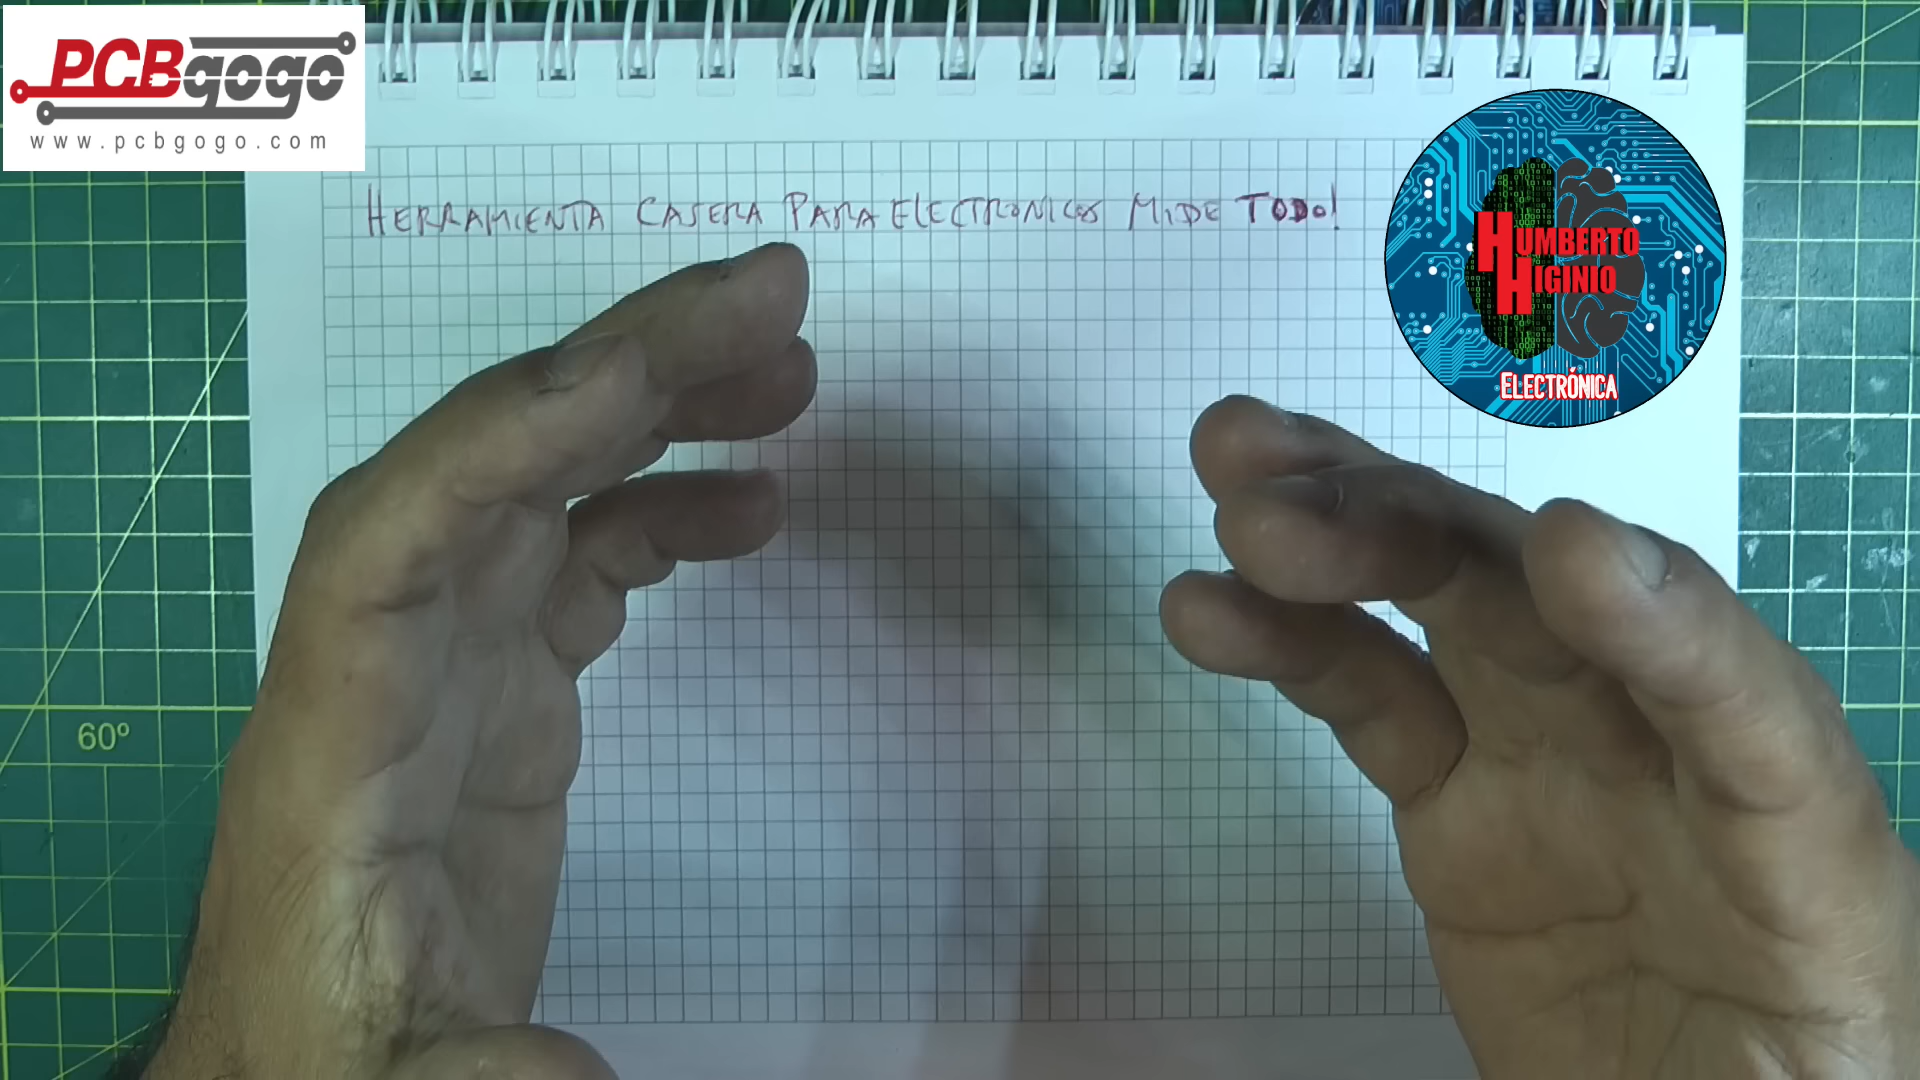 PCBgogo
www.pcbgogo.com
HERRAMIENTA CASERA PARA ELECTRONICOS MIDE TODO!
HUMBERTO
HIGINIO
ELECTRÓNICA
60º